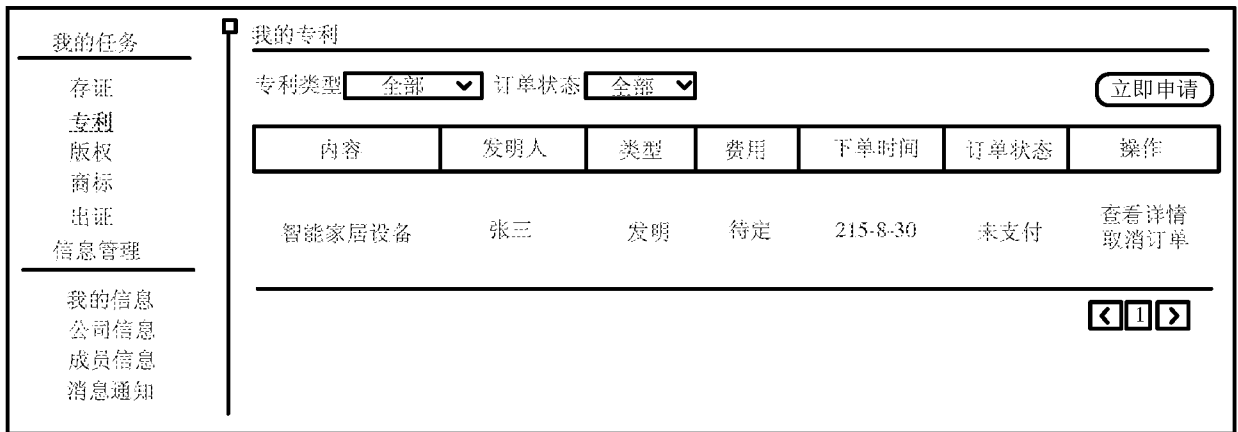 我的任务
存证
专利
版权
商标
出证
信息管理
我的信息
公司信息
成员信息
消息通知
我的专利
专利类型 全部 订单状态 全部 立即申请
内容 发明人 类型 费用 下单时间 订单状态 操作
智能家居设备 张三 发明 待定 215-8-30 未支付 查看详情
取消订单
1